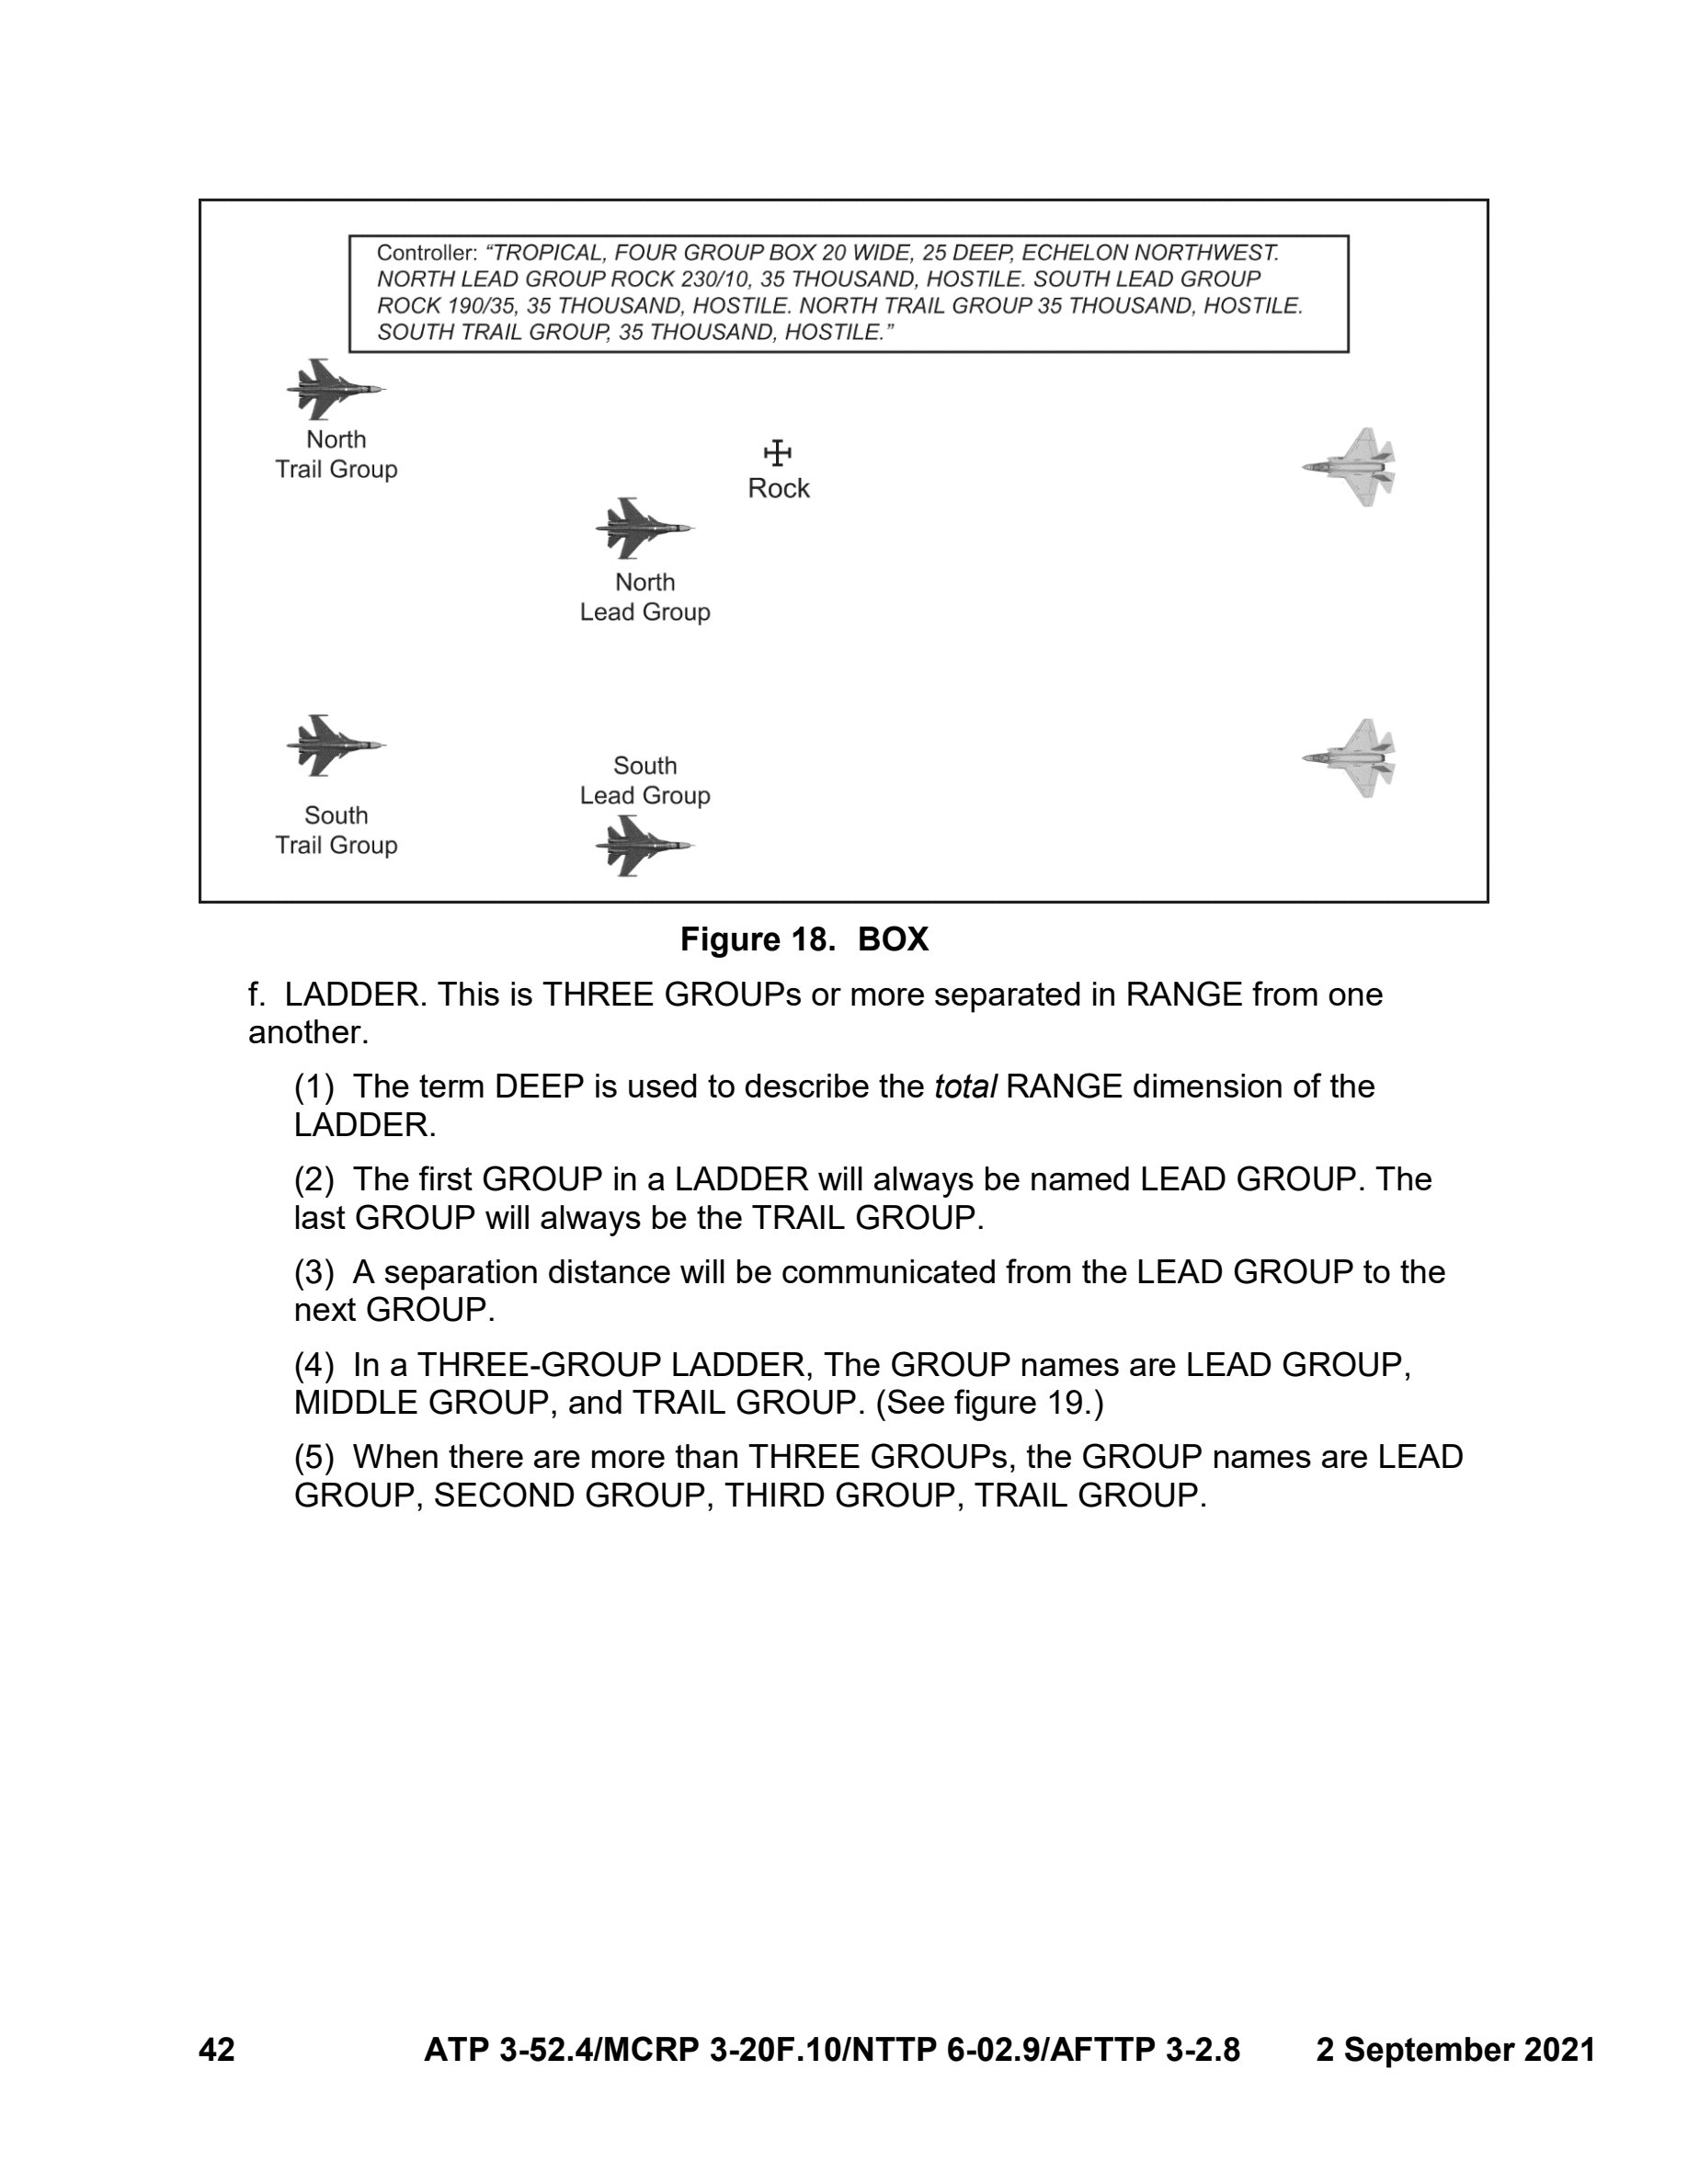 Controller: “TROPICAL, FOUR GROUP BOX 20 WIDE, 25 DEEP, ECHELON NORTHWEST.
NORTH LEAD GROUP ROCK 230/10, 35 THOUSAND, HOSTILE. SOUTH LEAD GROUP
ROCK 190/35, 35 THOUSAND, HOSTILE. NORTH TRAIL GROUP 35 THOUSAND, HOSTILE.
SOUTH TRAIL GROUP, 35 THOUSAND, HOSTILE.”
North
Trail Group
Rock
North
Lead Group
South
Lead Group
South
Trail Group
Figure 18. BOX
f. LADDER. This is THREE GROUPs or more separated in RANGE from one
another.
(1) The term DEEP is used to describe the total RANGE dimension of the
LADDER.
(2) The first GROUP in a LADDER will always be named LEAD GROUP. The
last GROUP will always be the TRAIL GROUP.
(3) A separation distance will be communicated from the LEAD GROUP to the
next GROUP.
(4) In a THREE-GROUP LADDER, The GROUP names are LEAD GROUP,
MIDDLE GROUP, and TRAIL GROUP. (See figure 19.)
(5) When there are more than THREE GROUPs, the GROUP names are LEAD
GROUP, SECOND GROUP, THIRD GROUP, TRAIL GROUP.
42 ATP 3-52.4/MCRP 3-20F.10/NTTP 6-02.9/AFTTP 3-2.8 2 September 2021